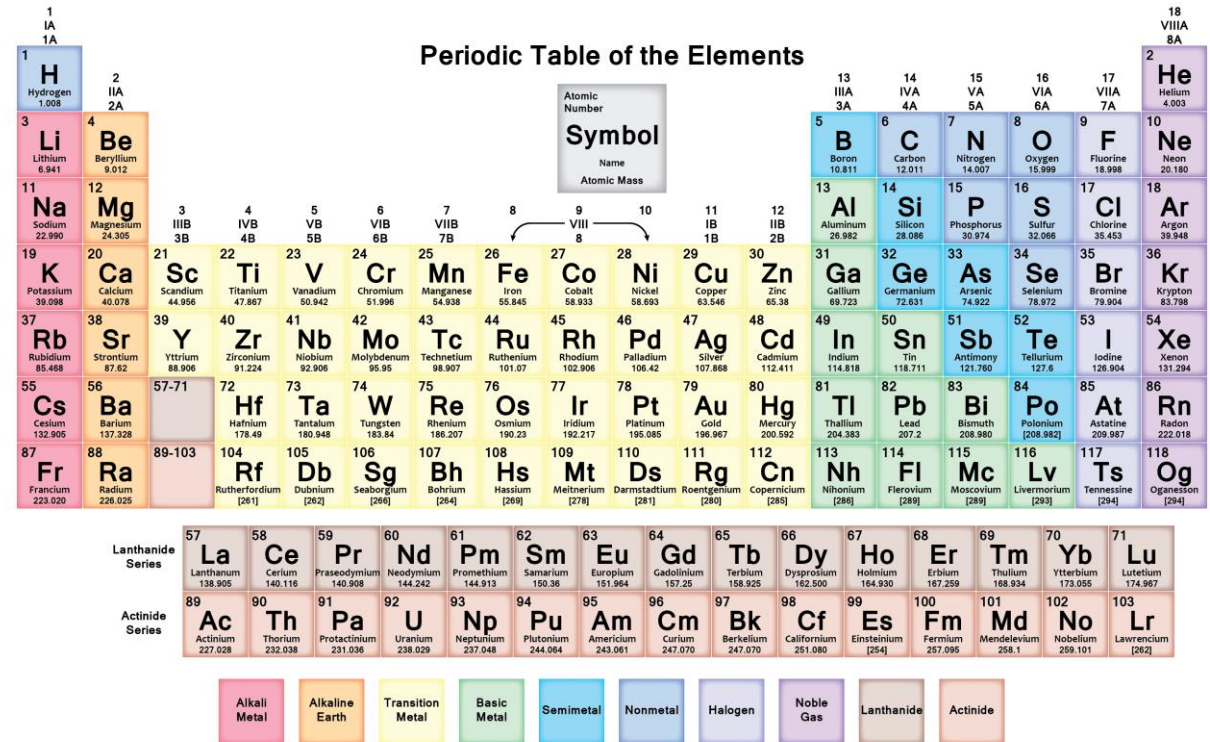 1 18
IA VIIIA
1A 8A
Periodic Table of the Elements
1 2
H He
Hydrogen Helium
1.008 4.003
2 13 14 15 16 17
IIA IIIA IVA VA VIA VIIA
2A 3A 4A 5A 6A 7A
Atomic
Number
Symbol
Name
Atomic Mass
3 4 5 6 7 8 9 10
Li Be B C N O F Ne
Lithium Beryllium Boron Carbon Nitrogen Oxygen Fluorine Neon
6.941 9.012 10.811 12.011 14.007 15.999 18.998 20.180
11 12 13 14 15 16 17 18
Na Mg Al Si P S Cl Ar
Sodium Magnesium Aluminum Silicon Phosphorus Sulfur Chlorine Argon
22.990 24.305 26.982 28.086 30.974 32.066 35.453 39.948
3 4 5 6 7 8 9 10 11 12
IIIB IVB VB VIB VIIB VIII IB IIB
3B 4B 5B 6B 7B 8 1B 2B
19 20 21 22 23 24 25 26 27 28 29 30 31 32 33 34 35 36
K Ca Sc Ti V Cr Mn Fe Co Ni Cu Zn Ga Ge As Se Br Kr
Potassium Calcium Scandium Titanium Vanadium Chromium Manganese Iron Cobalt Nickel Copper Zinc Gallium Germanium Arsenic Selenium Bromine Krypton
39.098 40.078 44.956 47.867 50.942 51.996 54.938 55.845 58.933 58.693 63.546 65.38 69.723 72.631 74.922 78.972 79.904 83.798
37 38 39 40 41 42 43 44 45 46 47 48 49 50 51 52 53 54
Rb Sr Y Zr Nb Mo Tc Ru Rh Pd Ag Cd In Sn Sb Te I Xe
Rubidium Strontium Yttrium Zirconium Niobium Molybdenum Technetium Ruthenium Rhodium Palladium Silver Cadmium Indium Tin Antimony Tellurium Iodine Xenon
85.468 87.62 88.906 91.224 92.906 95.95 98.907 101.07 102.906 106.42 107.868 112.411 114.818 118.711 121.760 127.6 126.904 131.294
55 56 57-71 72 73 74 75 76 77 78 79 80 81 82 83 84 85 86
Cs Ba Hf Ta W Re Os Ir Pt Au Hg Tl Pb Bi Po At Rn
Cesium Barium Hafnium Tantalum Tungsten Rhenium Osmium Iridium Platinum Gold Mercury Thallium Lead Bismuth Polonium Astatine Radon
132.905 137.328 178.49 180.948 183.84 186.207 190.23 192.217 195.085 196.967 200.592 204.383 207.2 208.980 [208.982] 209.987 222.018
87 88 89-103 104 105 106 107 108 109 110 111 112 113 114 115 116 117 118
Fr Ra Rf Db Sg Bh Hs Mt Ds Rg Cn Nh Fl Mc Lv Ts Og
Francium Radium Rutherfordium Dubnium Seaborgium Bohrium Hassium Meitnerium Darmstadtium Roentgenium Copernicium Nihonium Flerovium Moscovium Livermorium Tennessine Oganesson
223.020 226.025 [261] [262] [266] [264] [269] [278] [281] [280] [285] [286] [289] [289] [293] [294] [294]
Lanthanide
Series
57 58 59 60 61 62 63 64 65 66 67 68 69 70 71
La Ce Pr Nd Pm Sm Eu Gd Tb Dy Ho Er Tm Yb Lu
Lanthanum Cerium Praseodymium Neodymium Promethium Samarium Europium Gadolinium Terbium Dysprosium Holmium Erbium Thulium Ytterbium Lutetium
138.905 140.116 140.908 144.242 144.913 150.36 151.964 157.25 158.925 162.500 164.930 167.259 168.934 173.055 174.967
Actinide
Series
89 90 91 92 93 94 95 96 97 98 99 100 101 102 103
Ac Th Pa U Np Pu Am Cm Bk Cf Es Fm Md No Lr
Actinium Thorium Protactinium Uranium Neptunium Plutonium Americium Curium Berkelium Californium Einsteinium Fermium Mendelevium Nobelium Lawrencium
227.028 232.038 231.036 238.029 237.048 244.064 243.061 247.070 247.070 251.080 [254] 257.095 258.1 259.101 [262]
Alkali Alkaline Transition Basic Semimetal Nonmetal Halogen Noble Lanthanide Actinide
Metal Earth Metal Metal Gas